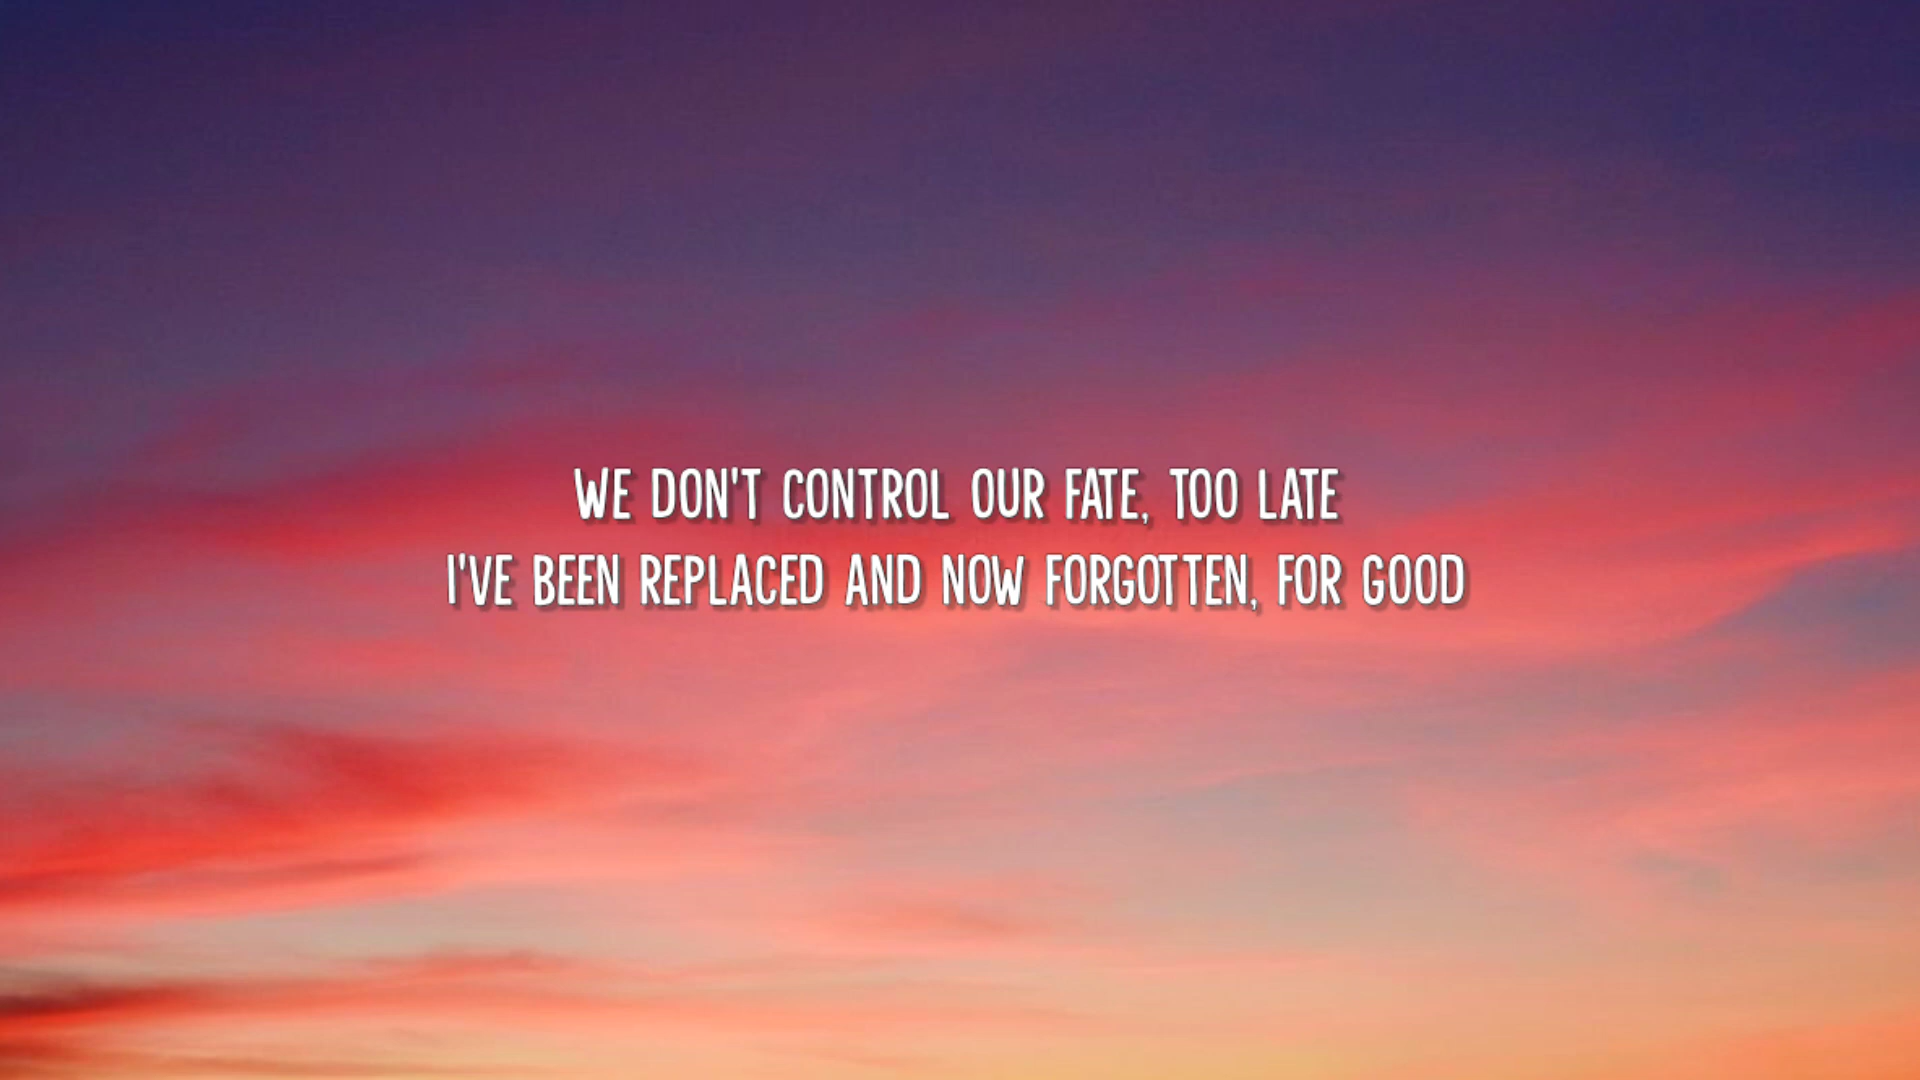 WE DON'T CONTROL OUR FATE, TOO LATE
I'VE BEEN REPLACED AND NOW FORGOTTEN, FOR GOOD